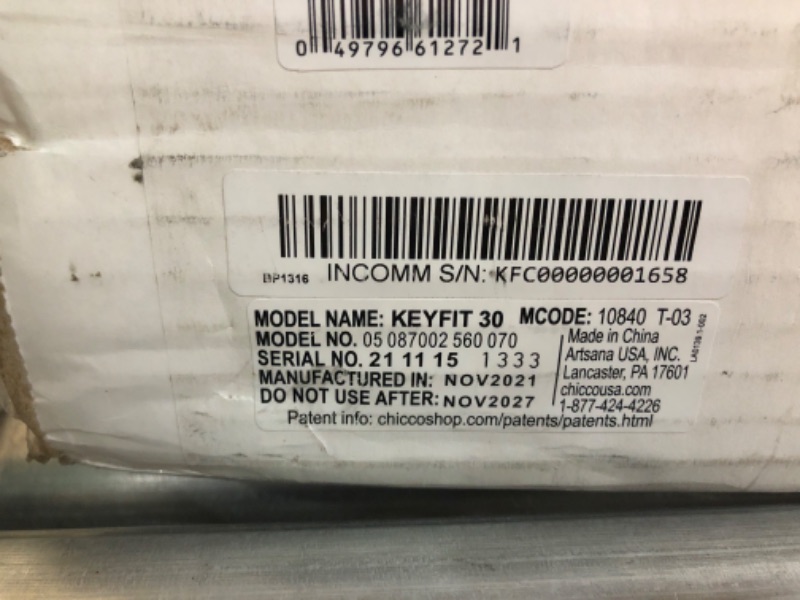 0 49796 61272 1
BP1316 INCOMM S/N: KFC00000001658
MODEL NAME: KEYFIT 30 MCODE: 10840 T-03
MODEL NO. 05 087002 560 070
SERIAL NO. 21 11 15 1333
MANUFACTURED IN: NOV2021
DO NOT USE AFTER: NOV2027
Made in China
Artsana USA, INC.
Lancaster, PA 17601
chiccousa.com
1-877-424-4226
Patent info: chiccoshop.com/patents/patents.html